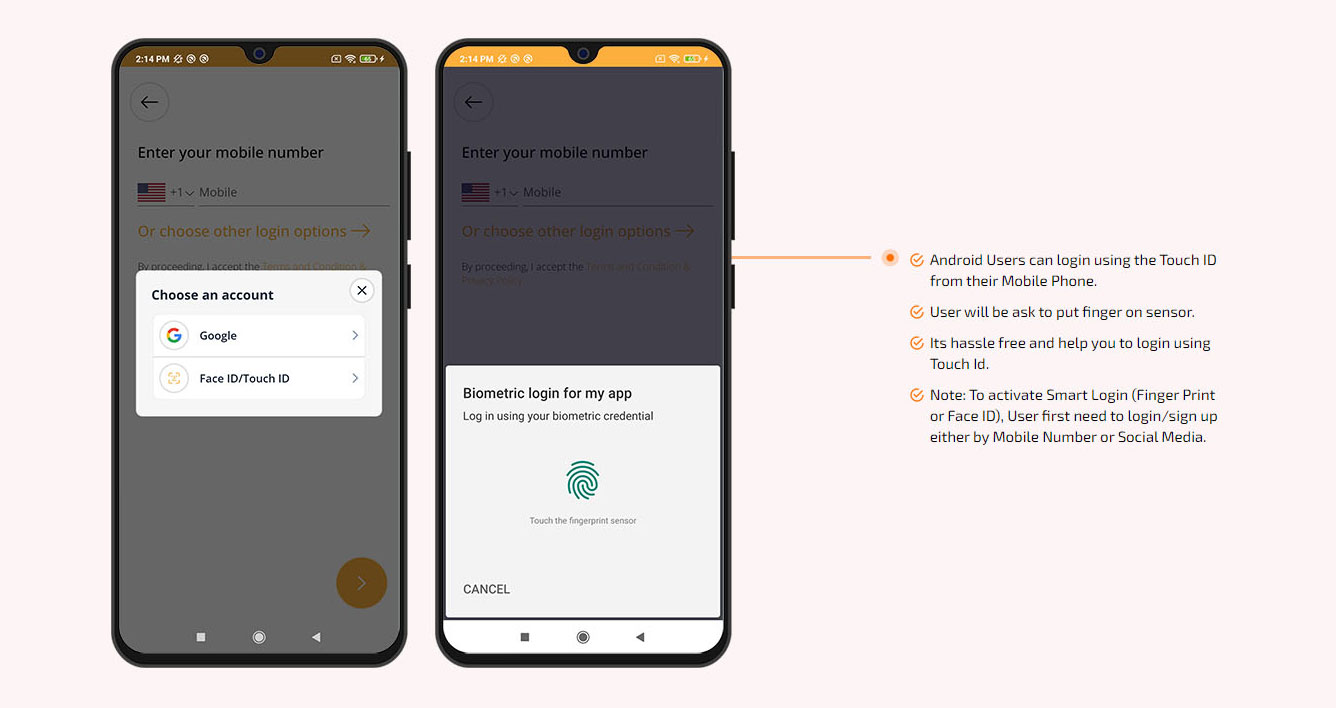 2:14 PM
66
Enter your mobile number
+1 Mobile
Or choose other login options
By proceeding, I accept the Terms and Condition &
Choose an account
Google
Face ID/Touch ID
2:14 PM
Enter your mobile number
+1 Mobile
Or choose other login options
By proceeding, I accept the Terms and Condition &
Privacy Policy
Biometric login for my app
Log in using your biometric credential
Touch the fingerprint sensor
CANCEL
Android Users can login using the Touch ID
from their Mobile Phone.
User will be ask to put finger on sensor.
Its hassle free and help you to login using
Touch Id.
Note: To activate Smart Login (Finger Print
or Face ID), User first need to login/sign up
either by Mobile Number or Social Media.